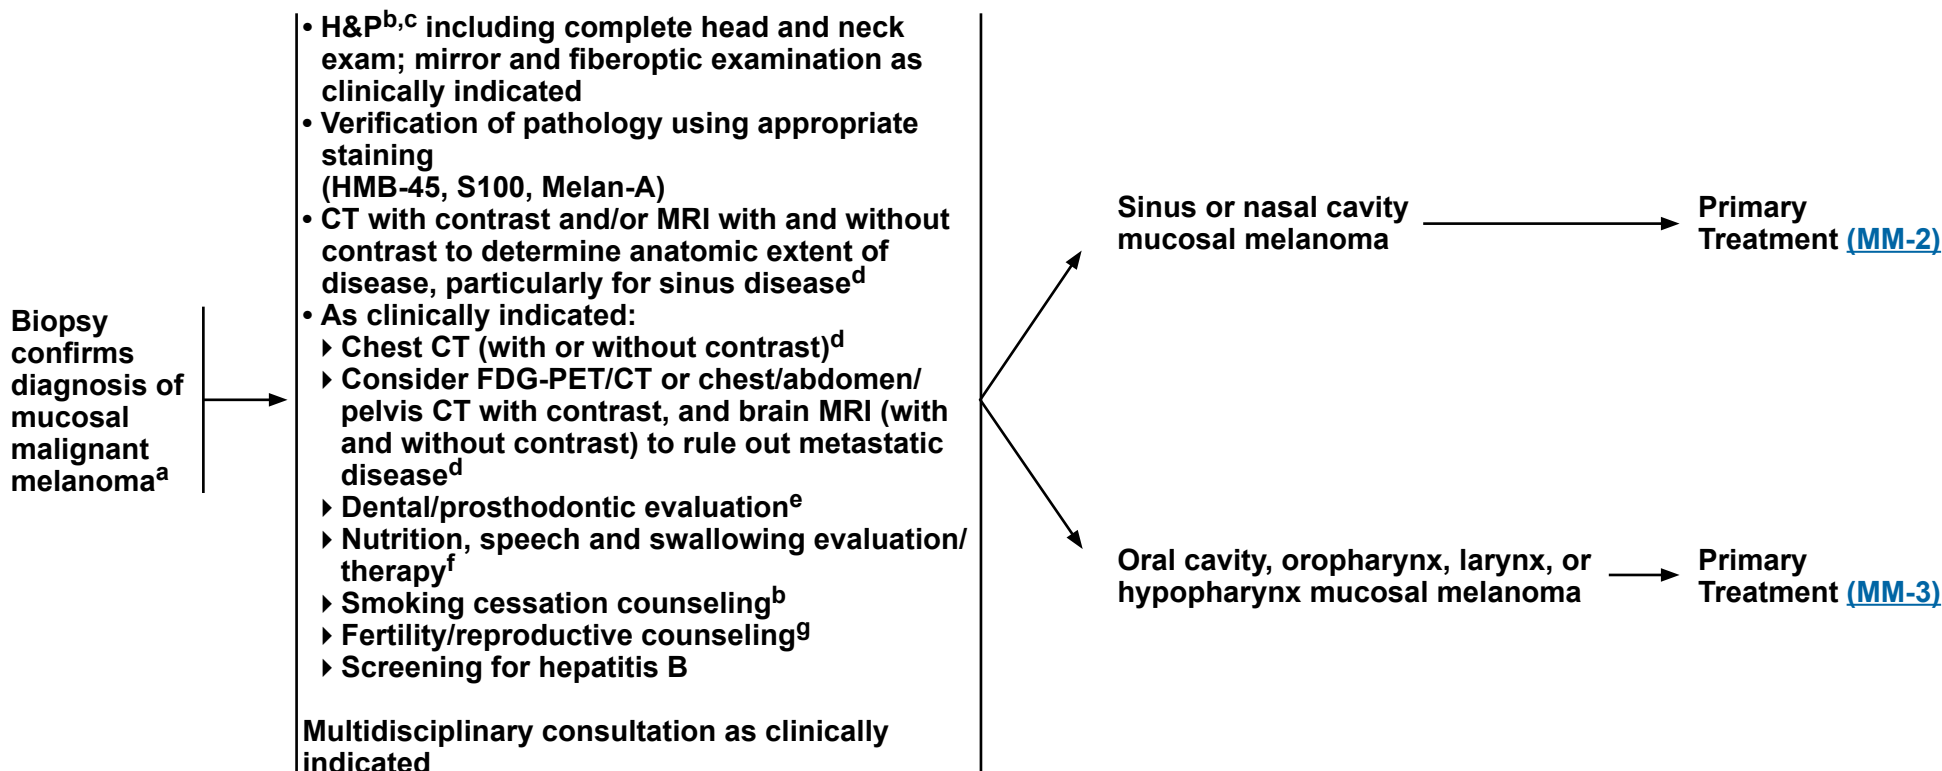 Biopsy
confirms
diagnosis of
mucosal
malignant
melanomaa
• H&Pb,c including complete head and neck
exam; mirror and fiberoptic examination as
clinically indicated
• Verification of pathology using appropriate
staining
(HMB-45, S100, Melan-A)
• CT with contrast and/or MRI with and without
contrast to determine anatomic extent of
disease, particularly for sinus diseased
• As clinically indicated:
▸ Chest CT (with or without contrast)d
▸ Consider FDG-PET/CT or chest/abdomen/
pelvis CT with contrast, and brain MRI (with
and without contrast) to rule out metastatic
diseased
▸ Dental/prosthodontic evaluatione
▸ Nutrition, speech and swallowing evaluation/
therapyf
▸ Smoking cessation counselingb
▸ Fertility/reproductive counselingg
▸ Screening for hepatitis B
Multidisciplinary consultation as clinically
indicated
Sinus or nasal cavity
mucosal melanoma
Primary
Treatment (MM-2)
Oral cavity, oropharynx, larynx, or
hypopharynx mucosal melanoma
Primary
Treatment (MM-3)